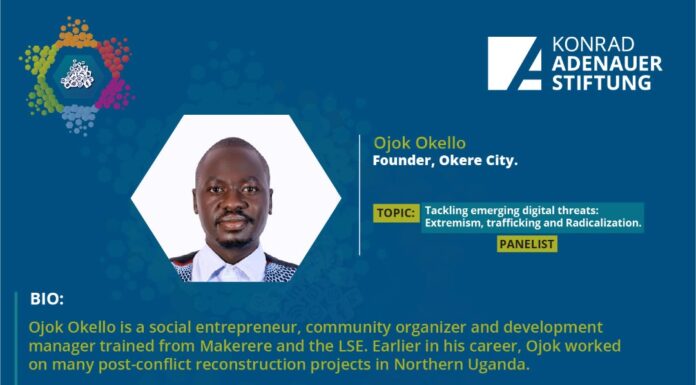 KONRAD
ADENAUER
STIFTUNG
Ojok Okello
Founder, Okere City.
TOPIC:
Tackling emerging digital threats:
Extremism, trafficking and Radicalization.
PANELIST
BIO:
Ojok Okello is a social entrepreneur, community organizer and development
manager trained from Makerere and the LSE. Earlier in his career, Ojok worked
on many post-conflict reconstruction projects in Northern Uganda.